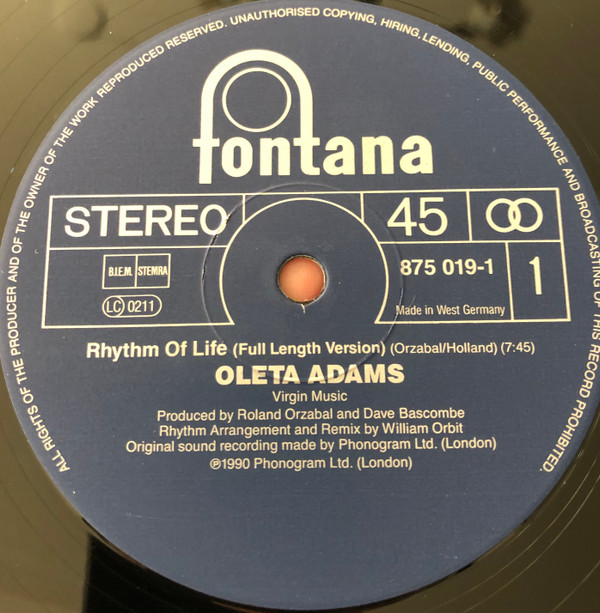 ALL RIGHTS OF THE PRODUCER AND OF THE OWNER OF THE WORK REPRODUCED RESERVED. UNAUTHORISED COPYING, HIRING, LENDING, PUBLIC PERFORMANCE AND BROADCASTING OF THIS RECORD PROHIBITED.
fontana
STEREO 45
B.I.E.M. STEMRA 875 019-1 1
LC 0211 Made in West Germany
Rhythm Of Life (Full Length Version) (Orzabal/Holland) (7:45)
OLETA ADAMS
Virgin Music
Produced by Roland Orzabal and Dave Bascombe
Rhythm Arrangement and Remix by William Orbit
Original sound recording made by Phonogram Ltd. (London)
℗1990 Phonogram Ltd. (London)